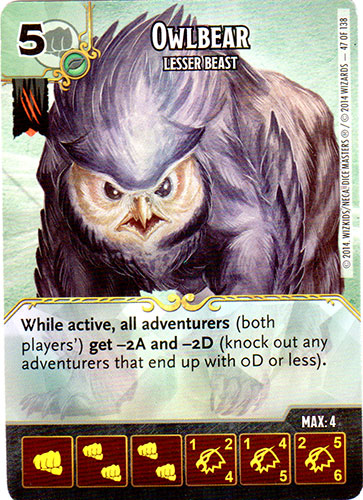 5
OWLBEAR
LESSER BEAST
© 2014 WIZKIDS/NECA® DICE MASTERS ® / © 2014 WIZARDS — 47 OF 138
While active, all adventurers (both
players’) get –2A and –2D (knock out any
adventurers that end up with 0D or less).
MAX: 4
1 2 4
1 4 5
2 5 6